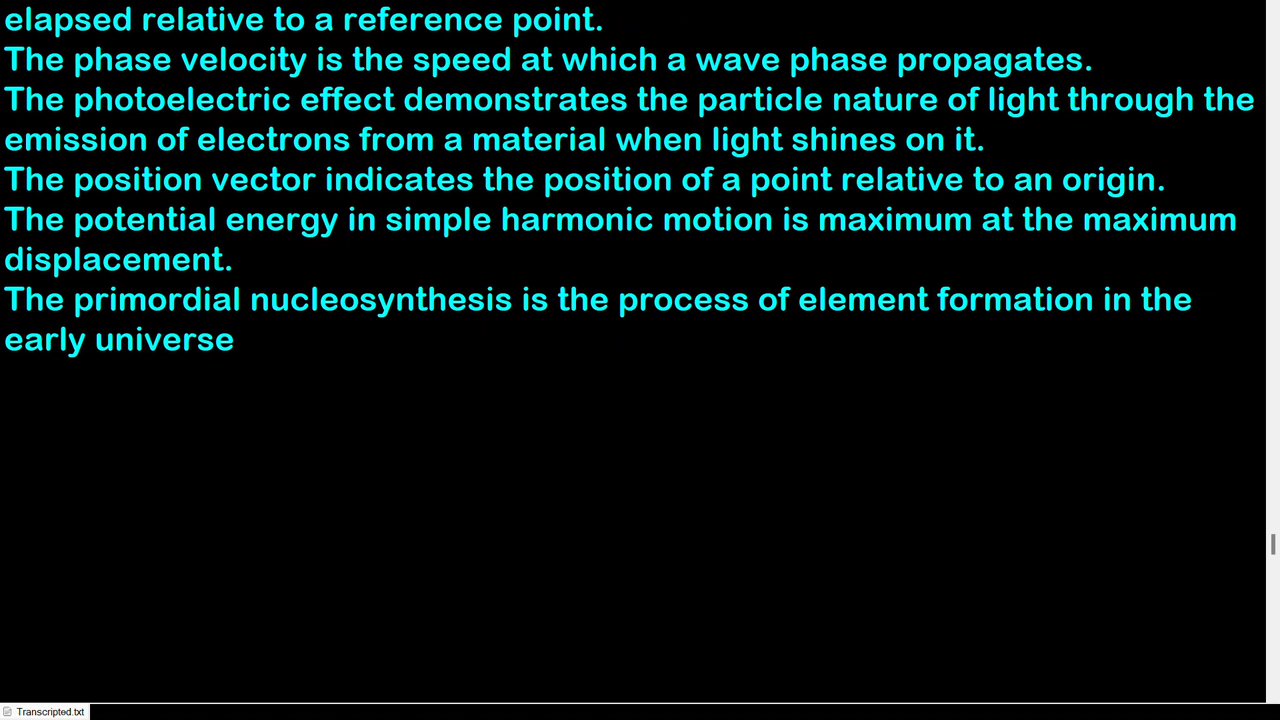 elapsed relative to a reference point.
The phase velocity is the speed at which a wave phase propagates.
The photoelectric effect demonstrates the particle nature of light through the
emission of electrons from a material when light shines on it.
The position vector indicates the position of a point relative to an origin.
The potential energy in simple harmonic motion is maximum at the maximum
displacement.
The primordial nucleosynthesis is the process of element formation in the
early universe
Transcripted.txt